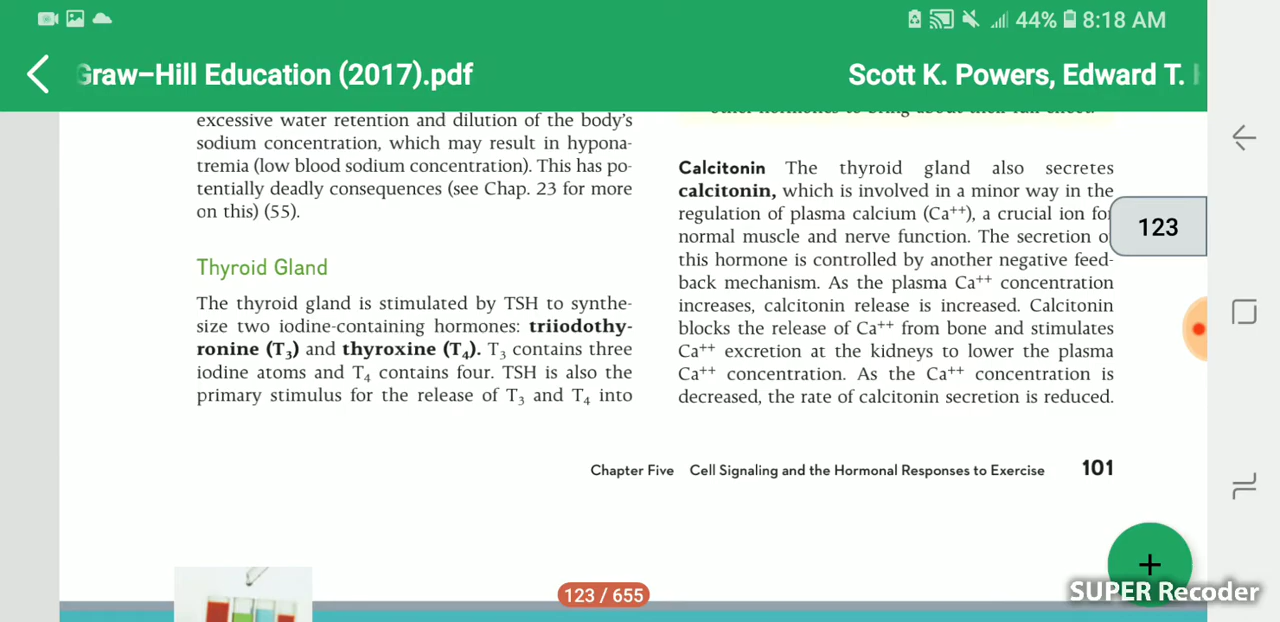 44% 8:18 AM
Graw-Hill Education (2017).pdf
Scott K. Powers, Edward T.
excessive water retention and dilution of the body's
sodium concentration, which may result in hypona-
tremia (low blood sodium concentration). This has po-
tentially deadly consequences (see Chap. 23 for more
on this) (55).
Thyroid Gland
The thyroid gland is stimulated by TSH to synthe-
size two iodine-containing hormones: triiodothy-
ronine (T₃) and thyroxine (T₄). T₃ contains three
iodine atoms and T₄ contains four. TSH is also the
primary stimulus for the release of T₃ and T₄ into
other hormones to bring about their full effect.
Calcitonin The thyroid gland also secretes
calcitonin, which is involved in a minor way in the
regulation of plasma calcium (Ca⁺⁺), a crucial ion for
normal muscle and nerve function. The secretion o
this hormone is controlled by another negative feed-
back mechanism. As the plasma Ca⁺⁺ concentration
increases, calcitonin release is increased. Calcitonin
blocks the release of Ca⁺⁺ from bone and stimulates
Ca⁺⁺ excretion at the kidneys to lower the plasma
Ca⁺⁺ concentration. As the Ca⁺⁺ concentration is
decreased, the rate of calcitonin secretion is reduced.
123
Chapter Five Cell Signaling and the Hormonal Responses to Exercise 101
123 / 655
+
SUPER Recoder